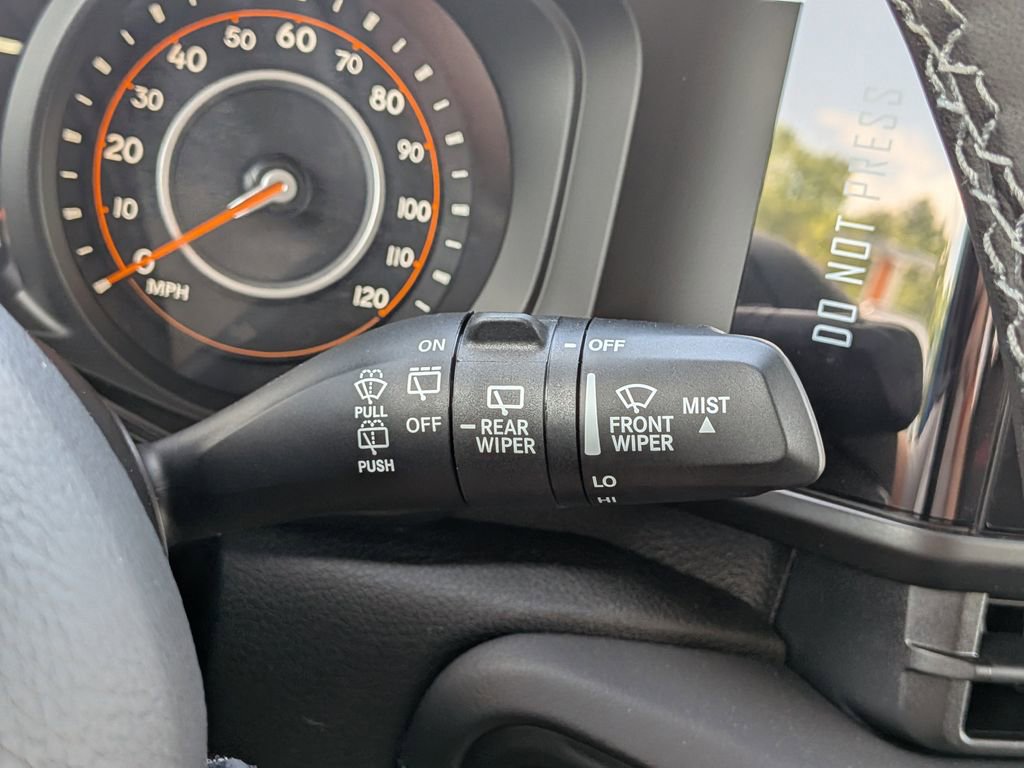 0
10
20
30
40
50
60
70
80
90
100
110
120
MPH
DO NOT PRESS
ON
OFF
PULL
PUSH
REAR
WIPER
OFF
FRONT
WIPER
MIST
LO
HI